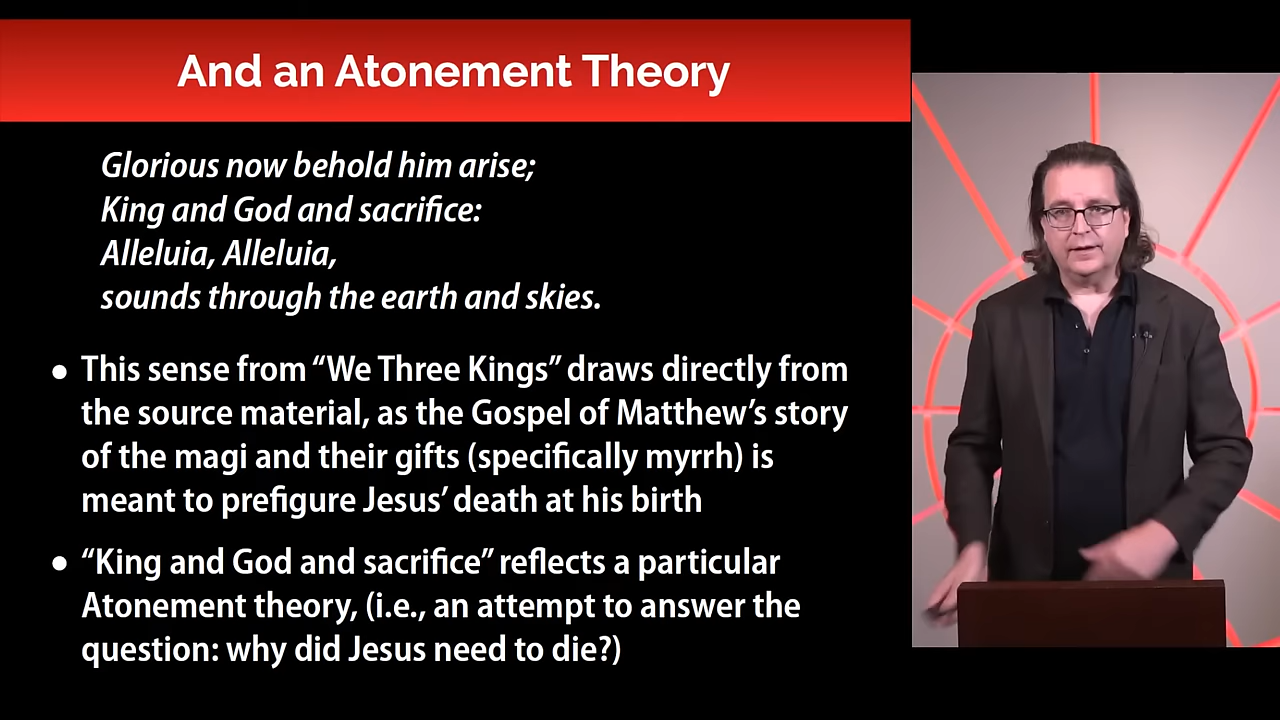 And an Atonement Theory
Glorious now behold him arise;
King and God and sacrifice:
Alleluia, Alleluia,
sounds through the earth and skies.
• This sense from “We Three Kings” draws directly from
the source material, as the Gospel of Matthew’s story
of the magi and their gifts (specifically myrrh) is
meant to prefigure Jesus’ death at his birth
• “King and God and sacrifice” reflects a particular
Atonement theory, (i.e., an attempt to answer the
question: why did Jesus need to die?)